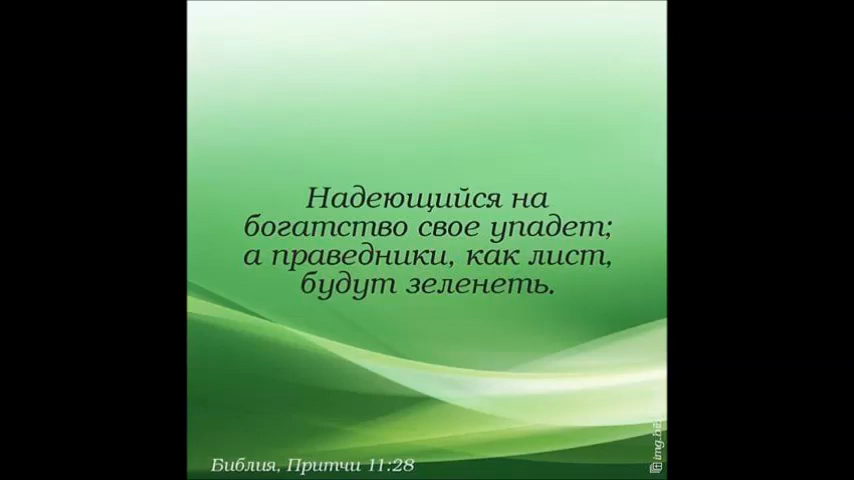 Надеющийся на
богатство свое упадет;
а праведники, как лист,
будут зеленеть.
Библия, Притчи 11:28